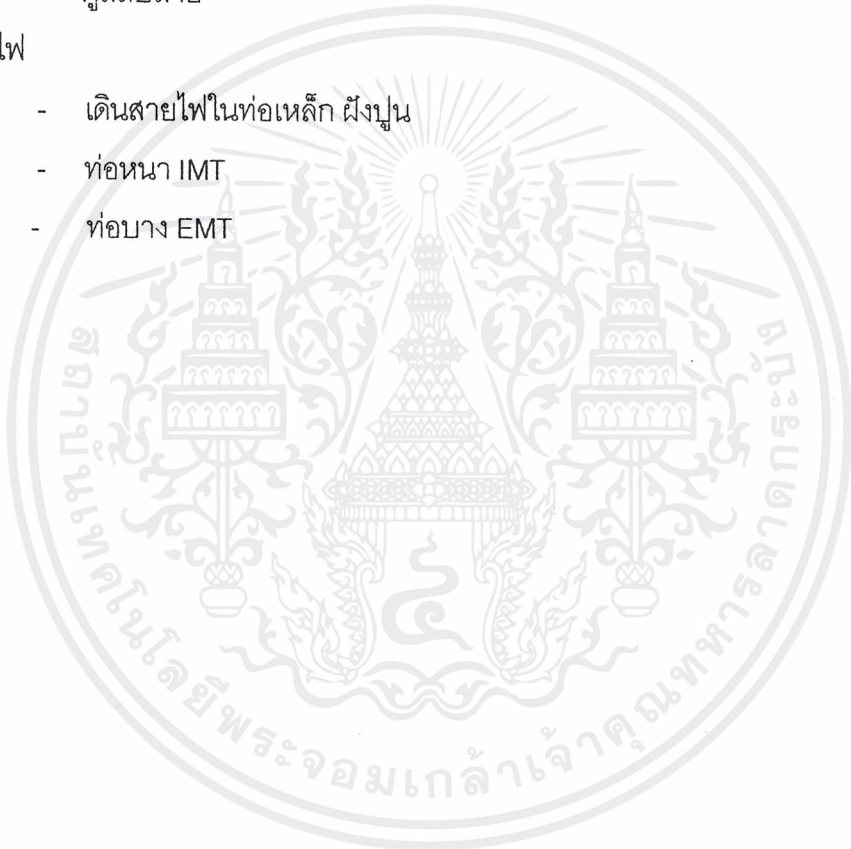 ไฟ
- เดินสายไฟในท่อเหล็ก ฝังปูน
- ท่อหนา IMT
- ท่อบาง EMT
สถาบันเทคโนโลยีพระจอมเกล้าเจ้าคุณทหารลาดกระบัง